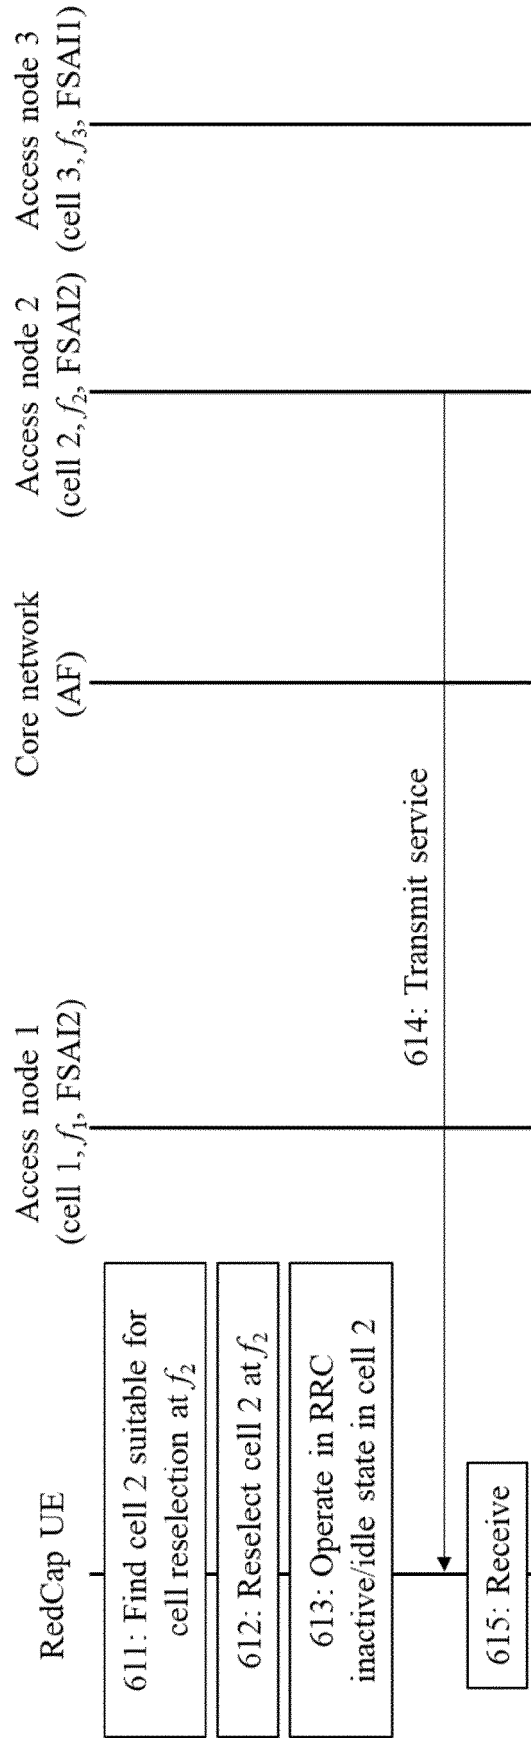 RedCap UE
Access node 1
(cell 1, f₁, FSAI2)
Core network
(AF)
Access node 2
(cell 2, f₂, FSAI2)
Access node 3
(cell 3, f₃, FSAI1)
611: Find cell 2 suitable for
cell reselection at f₂
612: Reselect cell 2 at f₂
613: Operate in RRC
inactive/idle state in cell 2
614: Transmit service
615: Receive